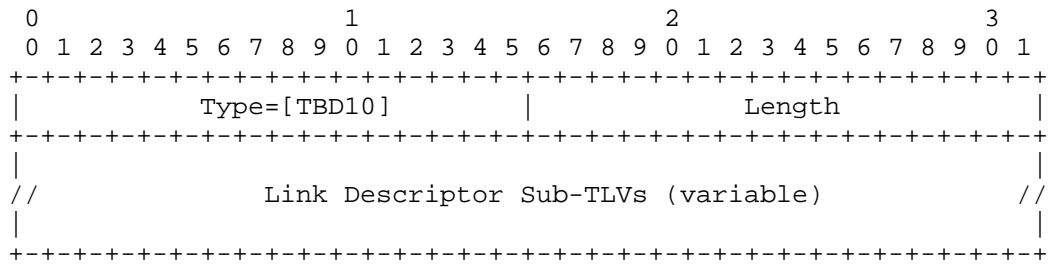 0                   1                   2                   3
 0 1 2 3 4 5 6 7 8 9 0 1 2 3 4 5 6 7 8 9 0 1 2 3 4 5 6 7 8 9 0 1
+-+-+-+-+-+-+-+-+-+-+-+-+-+-+-+-+-+-+-+-+-+-+-+-+-+-+-+-+-+-+-+-+
|           Type=[TBD10]        |             Length            |
+-+-+-+-+-+-+-+-+-+-+-+-+-+-+-+-+-+-+-+-+-+-+-+-+-+-+-+-+-+-+-+-+
|                                                               |
//              Link Descriptor Sub-TLVs (variable)            //
|                                                               |
+-+-+-+-+-+-+-+-+-+-+-+-+-+-+-+-+-+-+-+-+-+-+-+-+-+-+-+-+-+-+-+-+